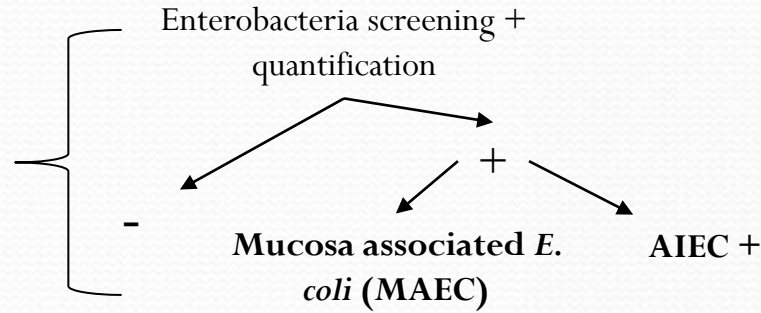 Enterobacteria screening +
quantification
+
-
Mucosa associated E.
coli (MAEC)
AIEC +